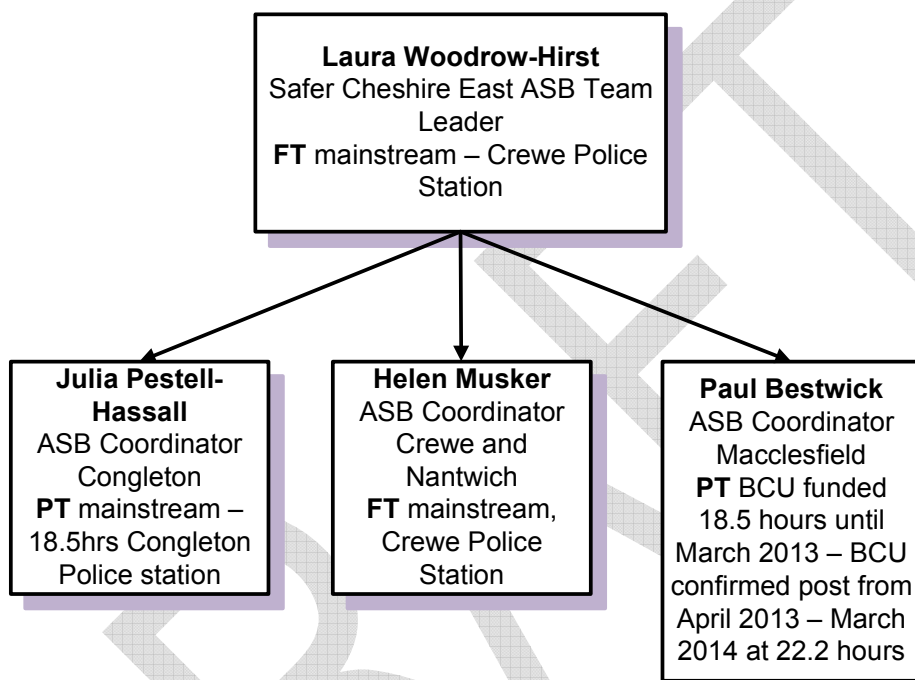 Laura Woodrow-Hirst
Safer Cheshire East ASB Team
Leader
FT mainstream – Crewe Police
Station
Julia Pestell-
Hassall
ASB Coordinator
Congleton
PT mainstream –
18.5hrs Congleton
Police station
Helen Musker
ASB Coordinator
Crewe and
Nantwich
FT mainstream,
Crewe Police
Station
Paul Bestwick
ASB Coordinator
Macclesfield
PT BCU funded
18.5 hours until
March 2013 – BCU
confirmed post from
April 2013 – March
2014 at 22.2 hours